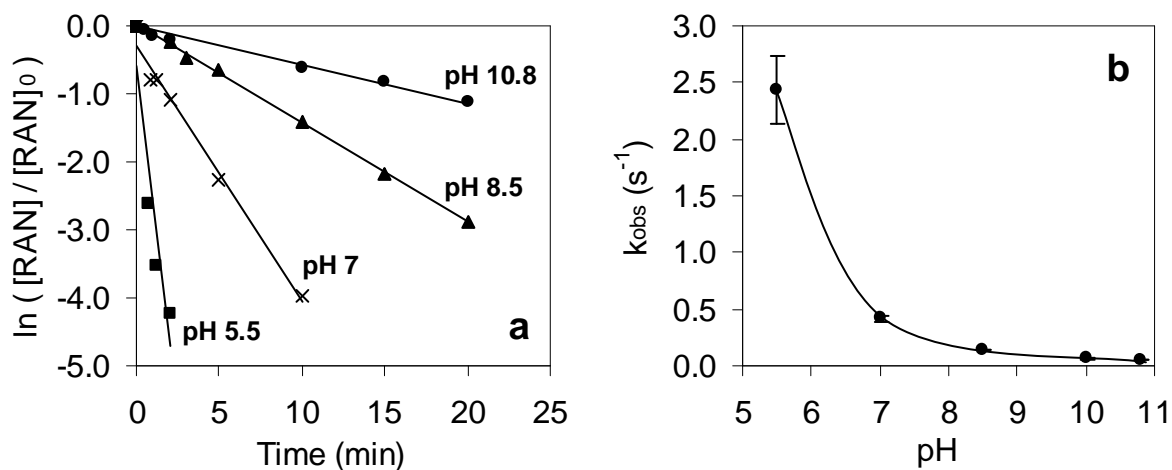 ln ( [RAN] / [RAN]0 )
0.0
-1.0
-2.0
-3.0
-4.0
-5.0
pH 10.8
pH 8.5
pH 7
pH 5.5
a
0 5 10 15 20 25
Time (min)
kobs (s-1)
3.0
2.5
2.0
1.5
1.0
0.5
0.0
b
5 6 7 8 9 10 11
pH